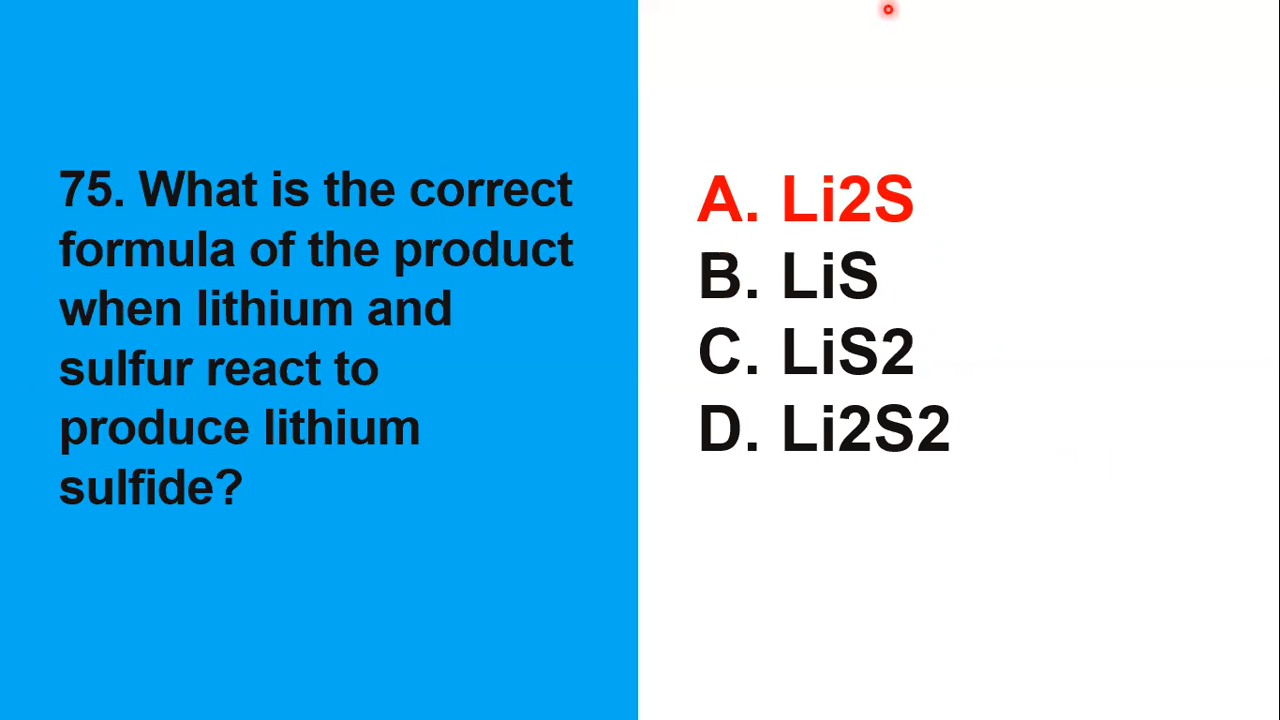 75. What is the correct
formula of the product
when lithium and
sulfur react to
produce lithium
sulfide?
A. Li2S
B. LiS
C. LiS2
D. Li2S2